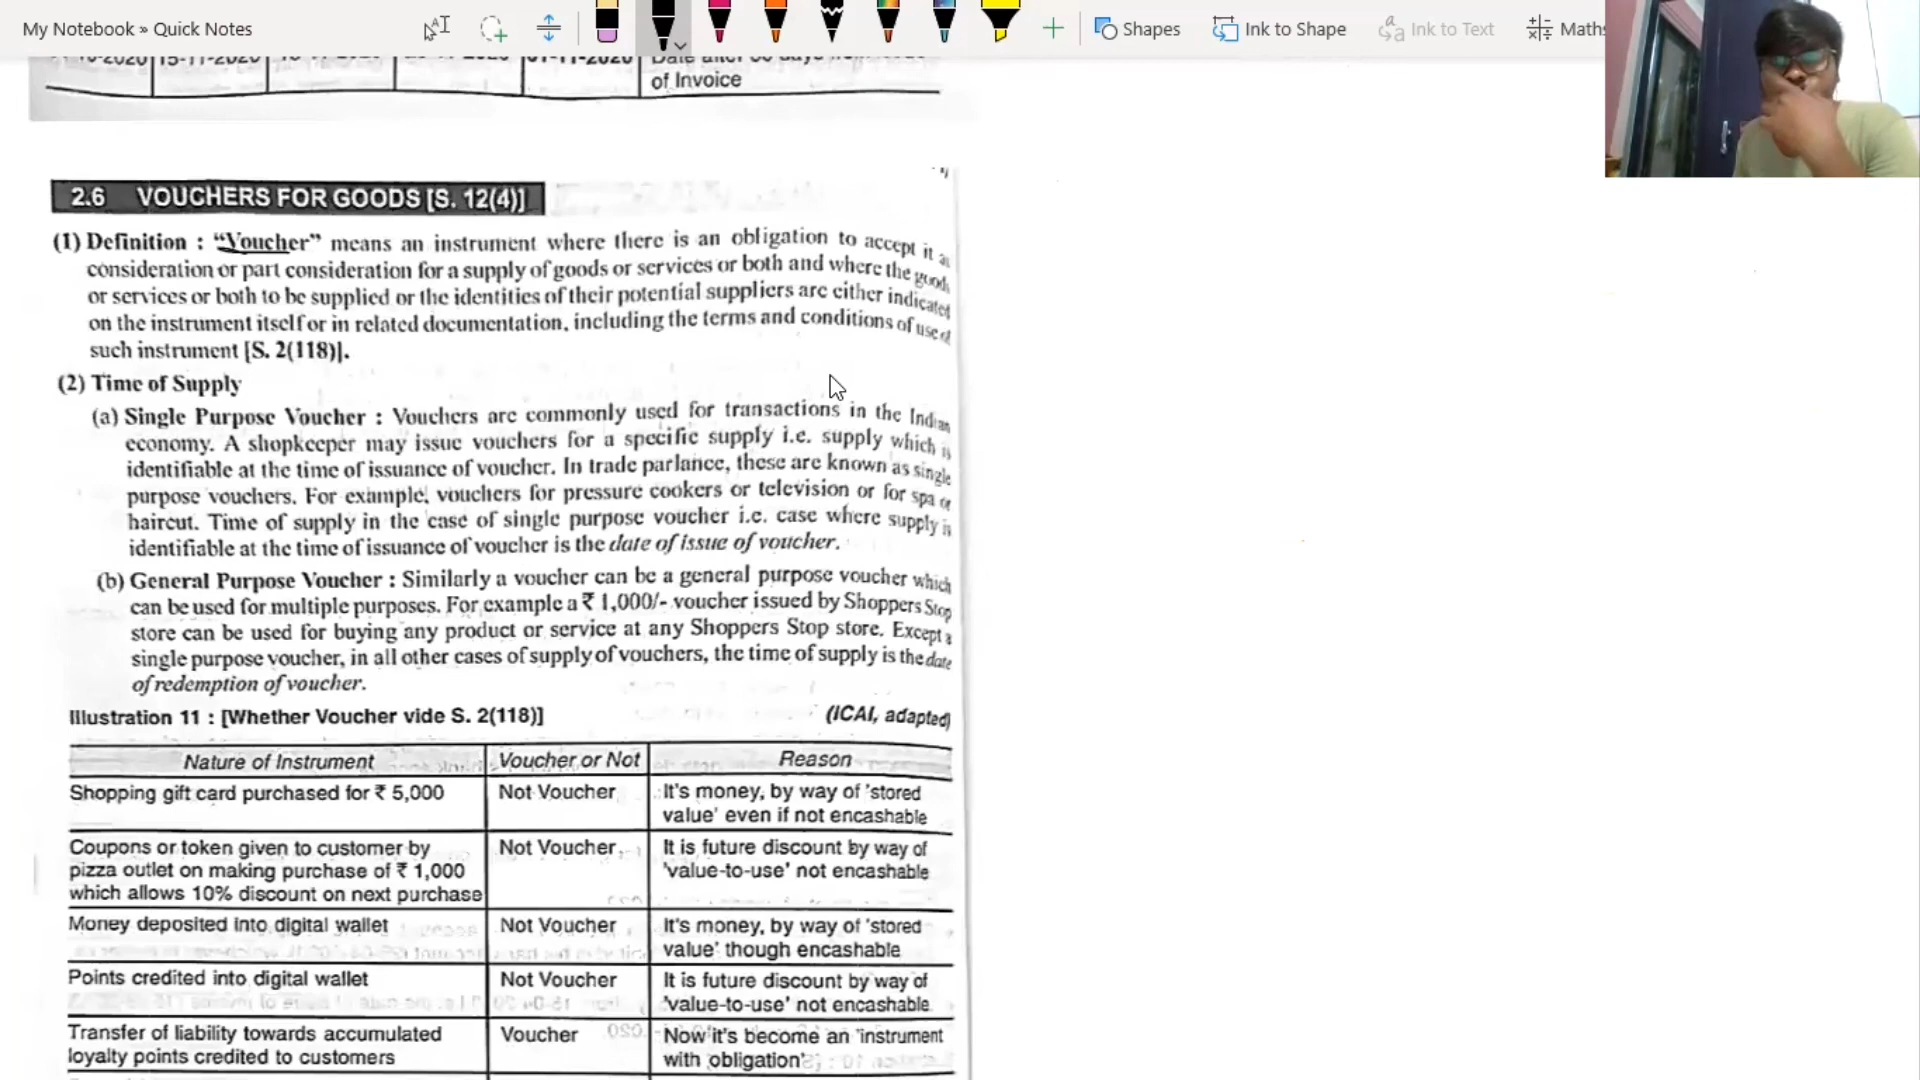 My Notebook » Quick Notes
Shapes
Ink to Shape
Ink to Text
Maths
15-11-2020 01-11-2020
of Invoice
2.6 VOUCHERS FOR GOODS [S. 12(4)]
(1) Definition : “Voucher” means an instrument where there is an obligation to accept it as
consideration or part consideration for a supply of goods or services or both and where the goods
or services or both to be supplied or the identities of their potential suppliers are either indicated
on the instrument itself or in related documentation, including the terms and conditions of use of
such instrument [S. 2(118)].
(2) Time of Supply
(a) Single Purpose Voucher : Vouchers are commonly used for transactions in the Indian
economy. A shopkeeper may issue vouchers for a specific supply i.e. supply which is
identifiable at the time of issuance of voucher. In trade parlance, these are known as single
purpose vouchers. For example, vouchers for pressure cookers or television or for spa or
haircut. Time of supply in the case of single purpose voucher i.e. case where supply is
identifiable at the time of issuance of voucher is the date of issue of voucher.
(b) General Purpose Voucher : Similarly a voucher can be a general purpose voucher which
can be used for multiple purposes. For example a ₹ 1,000/- voucher issued by Shoppers Stop
store can be used for buying any product or service at any Shoppers Stop store. Except a
single purpose voucher, in all other cases of supply of vouchers, the time of supply is the date
of redemption of voucher.
Illustration 11 : [Whether Voucher vide S. 2(118)] (ICAI, adapted)
Nature of Instrument Voucher or Not Reason
Shopping gift card purchased for ₹ 5,000 Not Voucher It's money, by way of 'stored
value' even if not encashable
Coupons or token given to customer by Not Voucher It is future discount by way of
pizza outlet on making purchase of ₹ 1,000 'value-to-use' not encashable
which allows 10% discount on next purchase
Money deposited into digital wallet Not Voucher It's money, by way of 'stored
value' though encashable
Points credited into digital wallet Not Voucher It is future discount by way of
'value-to-use' not encashable
Transfer of liability towards accumulated Voucher Now it's become an 'instrument
loyalty points credited to customers with obligation'